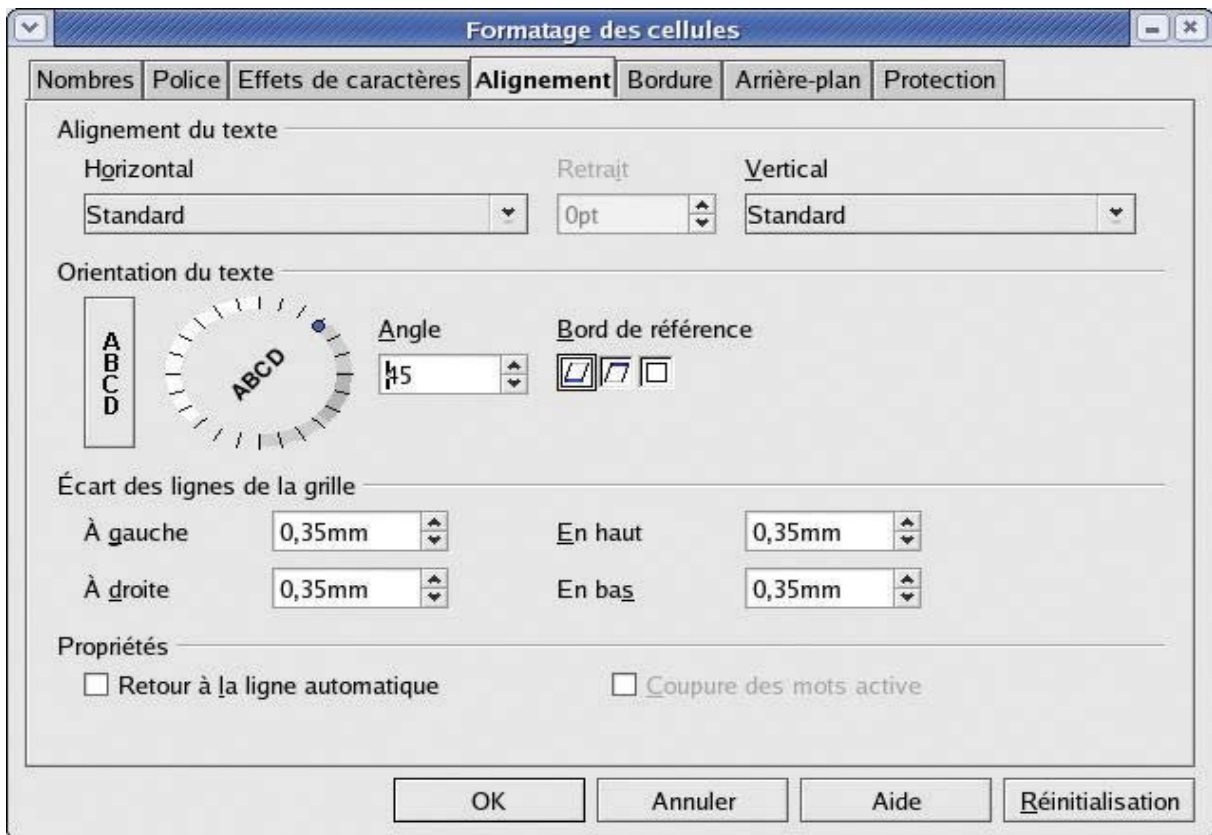 Formatage des cellules
Nombres Police Effets de caractères Alignement Bordure Arrière-plan Protection
Alignement du texte
Horizontal Retrait Vertical
Standard 0pt Standard
Orientation du texte
ABCD ABCD Angle Bord de référence
45
Écart des lignes de la grille
À gauche 0,35mm En haut 0,35mm
À droite 0,35mm En bas 0,35mm
Propriétés
Retour à la ligne automatique Coupure des mots active
OK Annuler Aide Réinitialisation